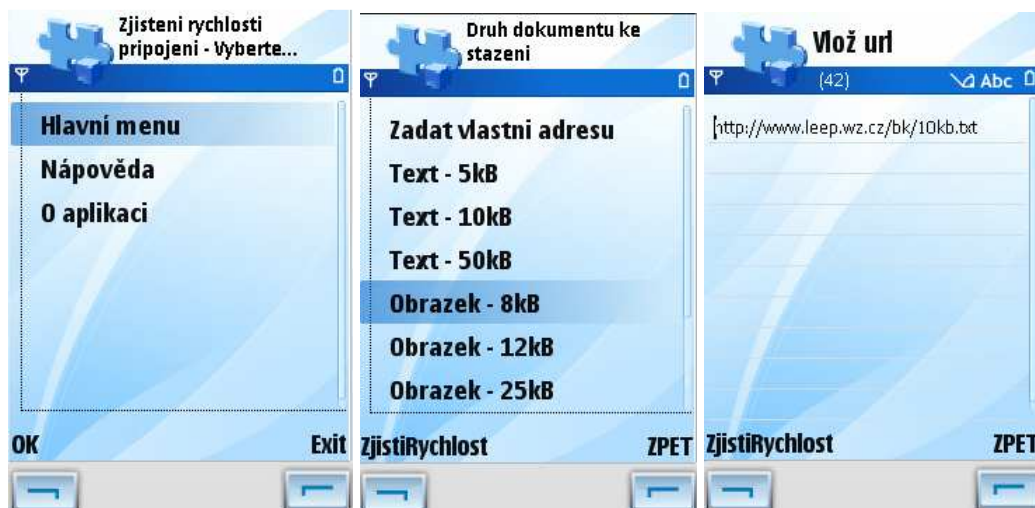 Zjisteni rychlosti
pripojeni - Vyberte...
Hlavní menu
Nápověda
O aplikaci
OK
Exit
Druh dokumentu ke
stazeni
Zadat vlastni adresu
Text - 5kB
Text - 10kB
Text - 50kB
Obrazek - 8kB
Obrazek - 12kB
Obrazek - 25kB
ZjistiRychlost
ZPET
Vlož url
(42)
Abc
http://www.leep.wz.cz/bk/10kb.txt
ZjistiRychlost
ZPET